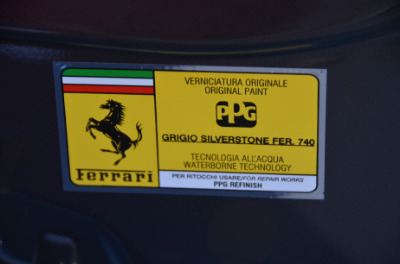 VERNICIATURA ORIGINALE
ORIGINAL PAINT
PPG
GRIGIO SILVERSTONE FER. 740
Ferrari
TECNOLOGIA ALL'ACQUA
WATERBORNE TECHNOLOGY
PER RITOCCHI USARE/FOR REPAIR WORKS
PPG REFINISH